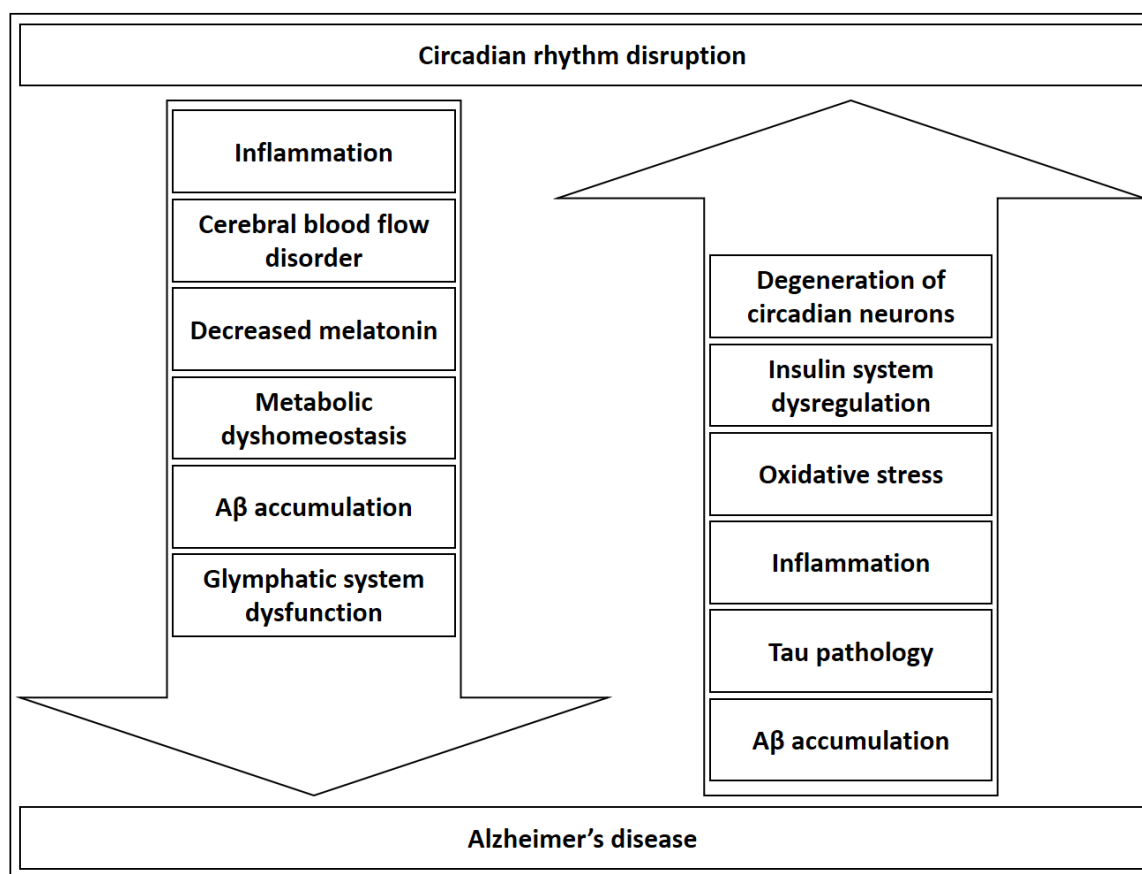 Circadian rhythm disruption
Inflammation
Cerebral blood flow
disorder
Decreased melatonin
Metabolic
dyshomeostasis
Aβ accumulation
Glymphatic system
dysfunction
Degeneration of
circadian neurons
Insulin system
dysregulation
Oxidative stress
Inflammation
Tau pathology
Aβ accumulation
Alzheimer’s disease